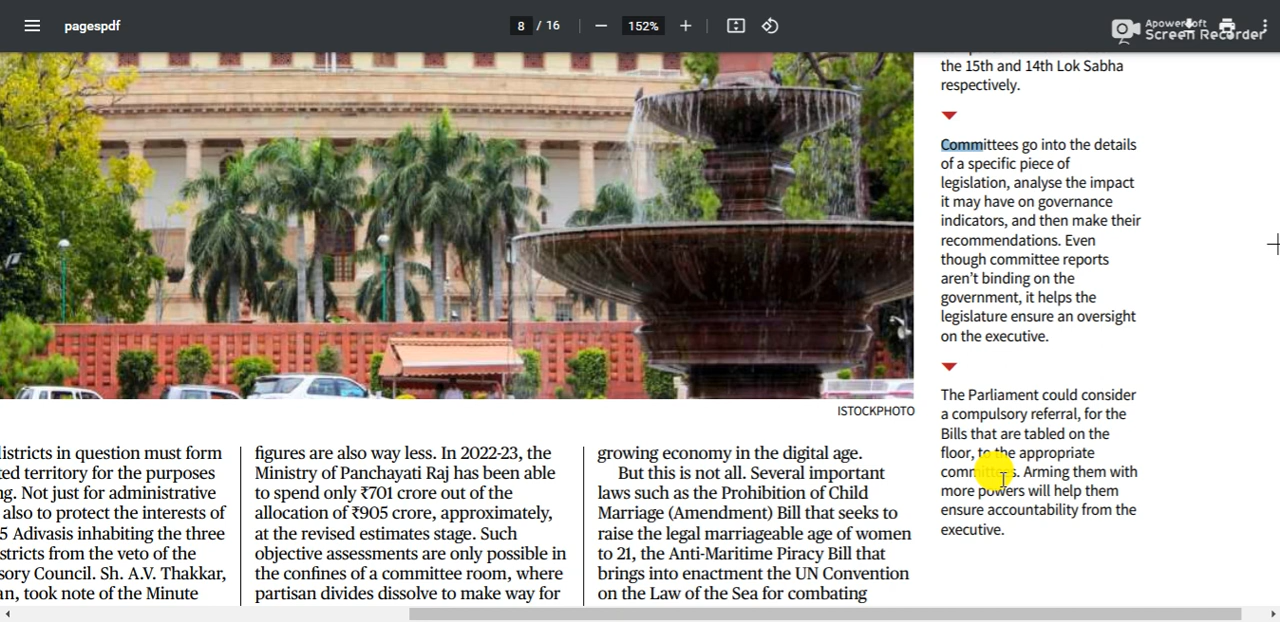 pagespdf
8 / 16
152%
Apowersoft
Screen Recorder
the 15th and 14th Lok Sabha
respectively.
Committees go into the details
of a specific piece of
legislation, analyse the impact
it may have on governance
indicators, and then make their
recommendations. Even
though committee reports
aren't binding on the
government, it helps the
legislature ensure an oversight
on the executive.
The Parliament could consider
a compulsory referral, for the
Bills that are tabled on the
floor, to the appropriate
committees. Arming them with
more powers will help them
ensure accountability from the
executive.
ISTOCKPHOTO
districts in question must form
ted territory for the purposes
ng. Not just for administrative
also to protect the interests of
5 Adivasis inhabiting the three
stricts from the veto of the
sory Council. Sh. A.V. Thakkar,
an, took note of the Minute
figures are also way less. In 2022-23, the
Ministry of Panchayati Raj has been able
to spend only ₹701 crore out of the
allocation of ₹905 crore, approximately,
at the revised estimates stage. Such
objective assessments are only possible in
the confines of a committee room, where
partisan divides dissolve to make way for
growing economy in the digital age.
But this is not all. Several important
laws such as the Prohibition of Child
Marriage (Amendment) Bill that seeks to
raise the legal marriageable age of women
to 21, the Anti-Maritime Piracy Bill that
brings into enactment the UN Convention
on the Law of the Sea for combating